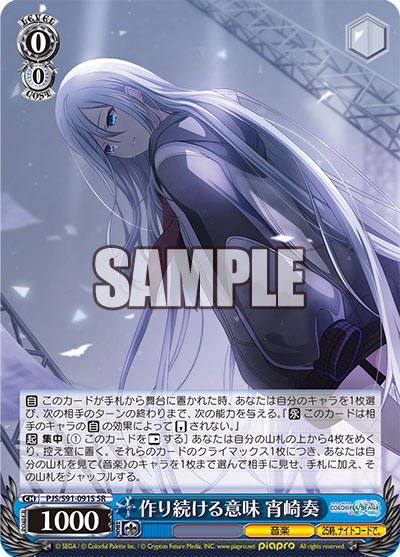 LEVEL
0
0
COST
SAMPLE
自 このカードが手札から舞台に置かれた時、あなたは自分のキャラを1枚選
び、次の相手のターンの終わりまで、次の能力を与える。『永 このカードは相
手のキャラの 自 の効果によって されない。』
起 集中 [① このカードを する] あなたは自分の山札の上から4枚をめく
り、控え室に置く。それらのカードのクライマックス1枚につき、あなたは自
分の山札を見て《音楽》のキャラを1枚まで選んで相手に見せ、手札に加え、そ
の山札をシャッフルする。
CH PJS/S91-091S SR
1000
作り続ける意味 宵崎奏
COLORFUL STAGE!
音楽
25時、ナイトコードで。
© SEGA / © Colorful Palette Inc. / © Crypton Future Media, INC. www.piapro.net piapro All rights reserved.